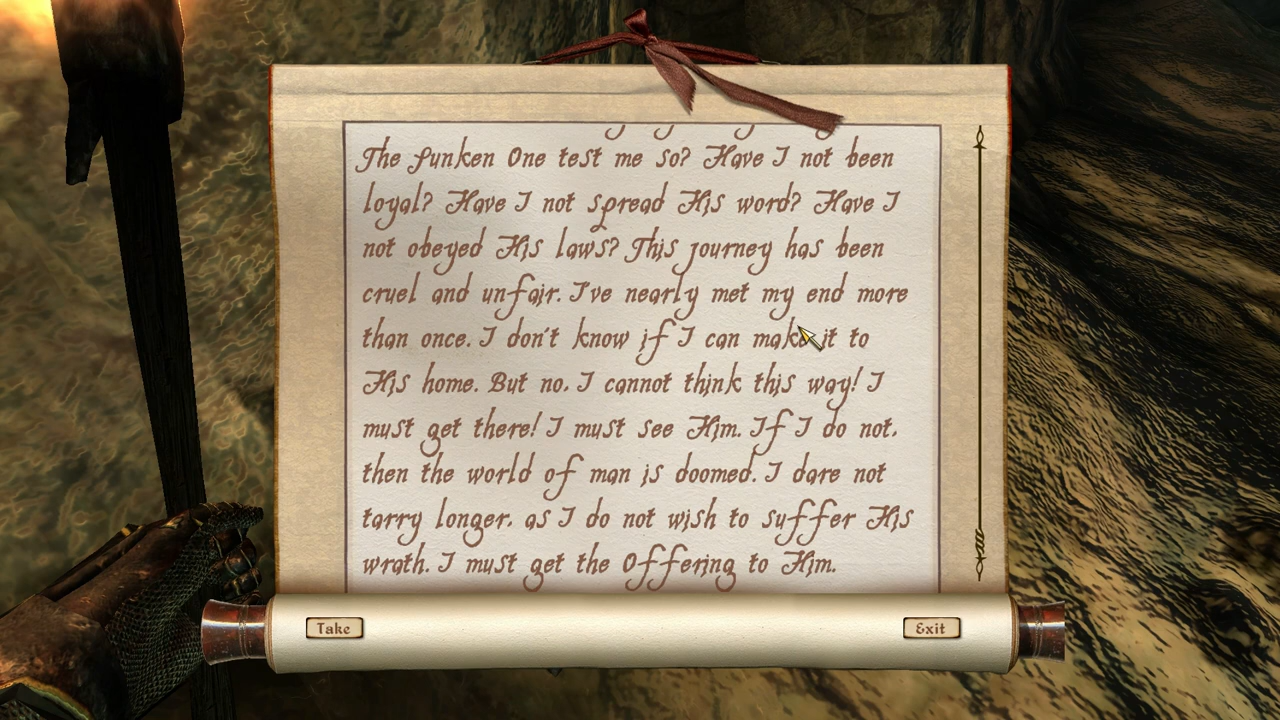 The Sunken One test me so? Have I not been
loyal? Have I not spread His word? Have I
not obeyed His laws? This journey has been
cruel and unfair. I've nearly met my end more
than once. I don't know if I can make it to
His home. But no, I cannot think this way! I
must get there! I must see Him. If I do not,
then the world of man is doomed. I dare not
tarry longer, as I do not wish to suffer His
wrath. I must get the Offering to Him.
Take
Exit